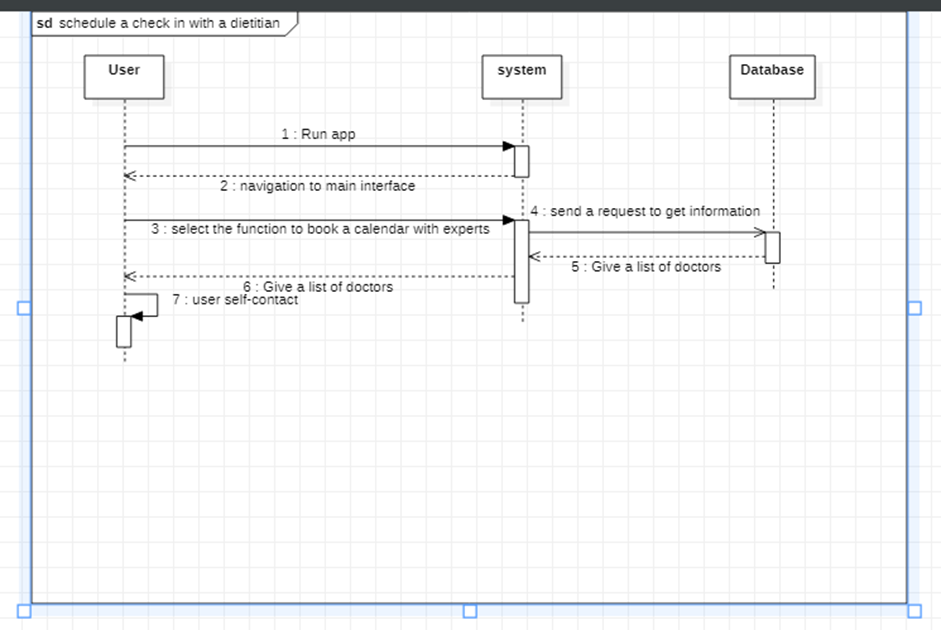 sd schedule a check in with a dietitian
User
system
Database
1 : Run app
2 : navigation to main interface
4 : send a request to get information
3 : select the function to book a calendar with experts
5 : Give a list of doctors
6 : Give a list of doctors
7 : user self-contact